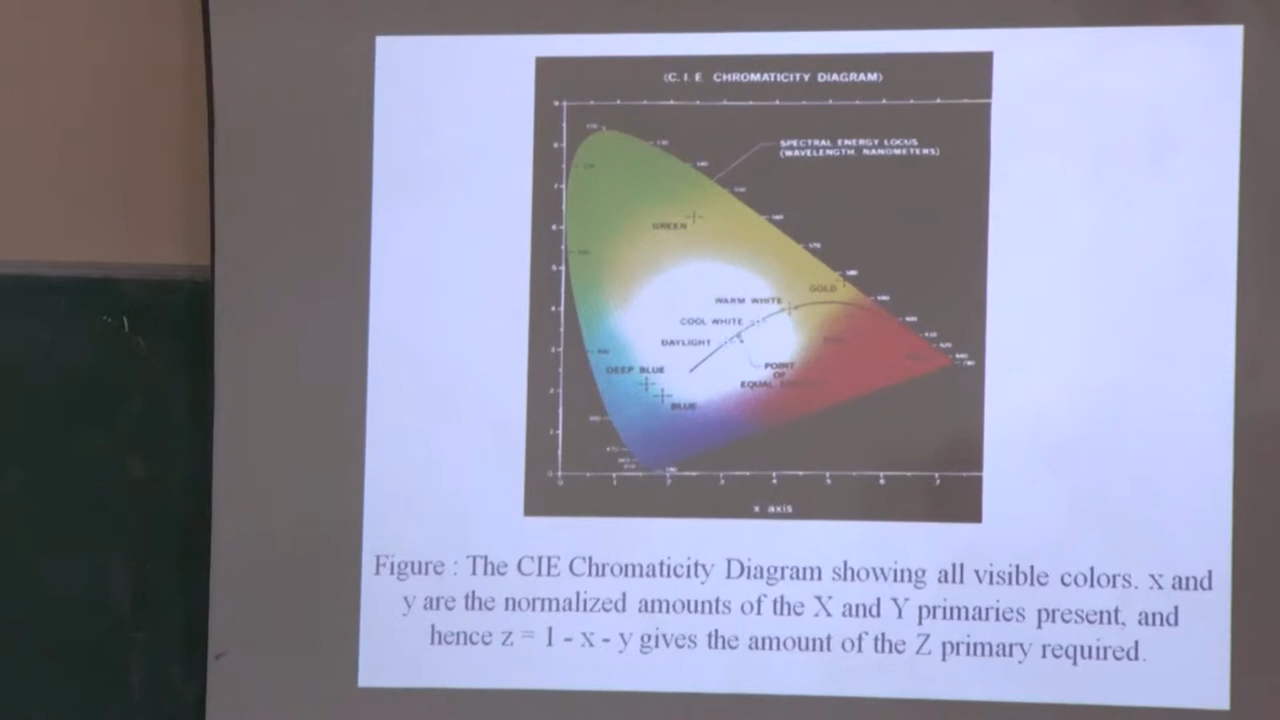 (C. I. E. CHROMATICITY DIAGRAM)
SPECTRAL ENERGY LOCUS
(WAVELENGTH, NANOMETERS)
GREEN
GOLD
WARM WHITE
COOL WHITE
DAYLIGHT
POINT
OF
EQUAL
DEEP BLUE
BLUE
x axis
Figure : The CIE Chromaticity Diagram showing all visible colors. x and
y are the normalized amounts of the X and Y primaries present, and
hence z = 1 - x - y gives the amount of the Z primary required.